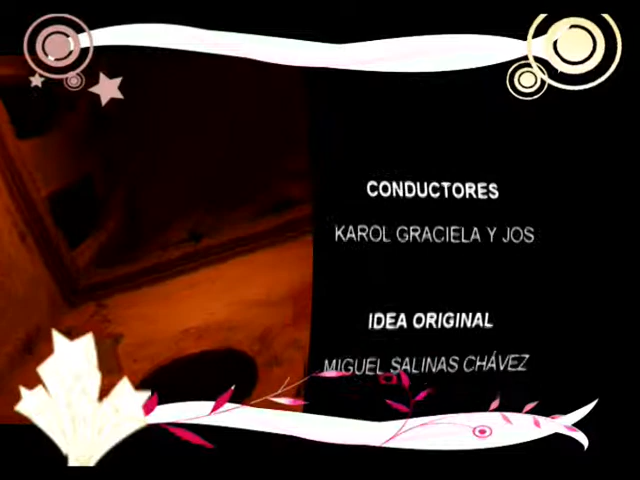 CONDUCTORES
KAROL GRACIELA Y JOS
IDEA ORIGINAL
MIGUEL SALINAS CHÁVEZ